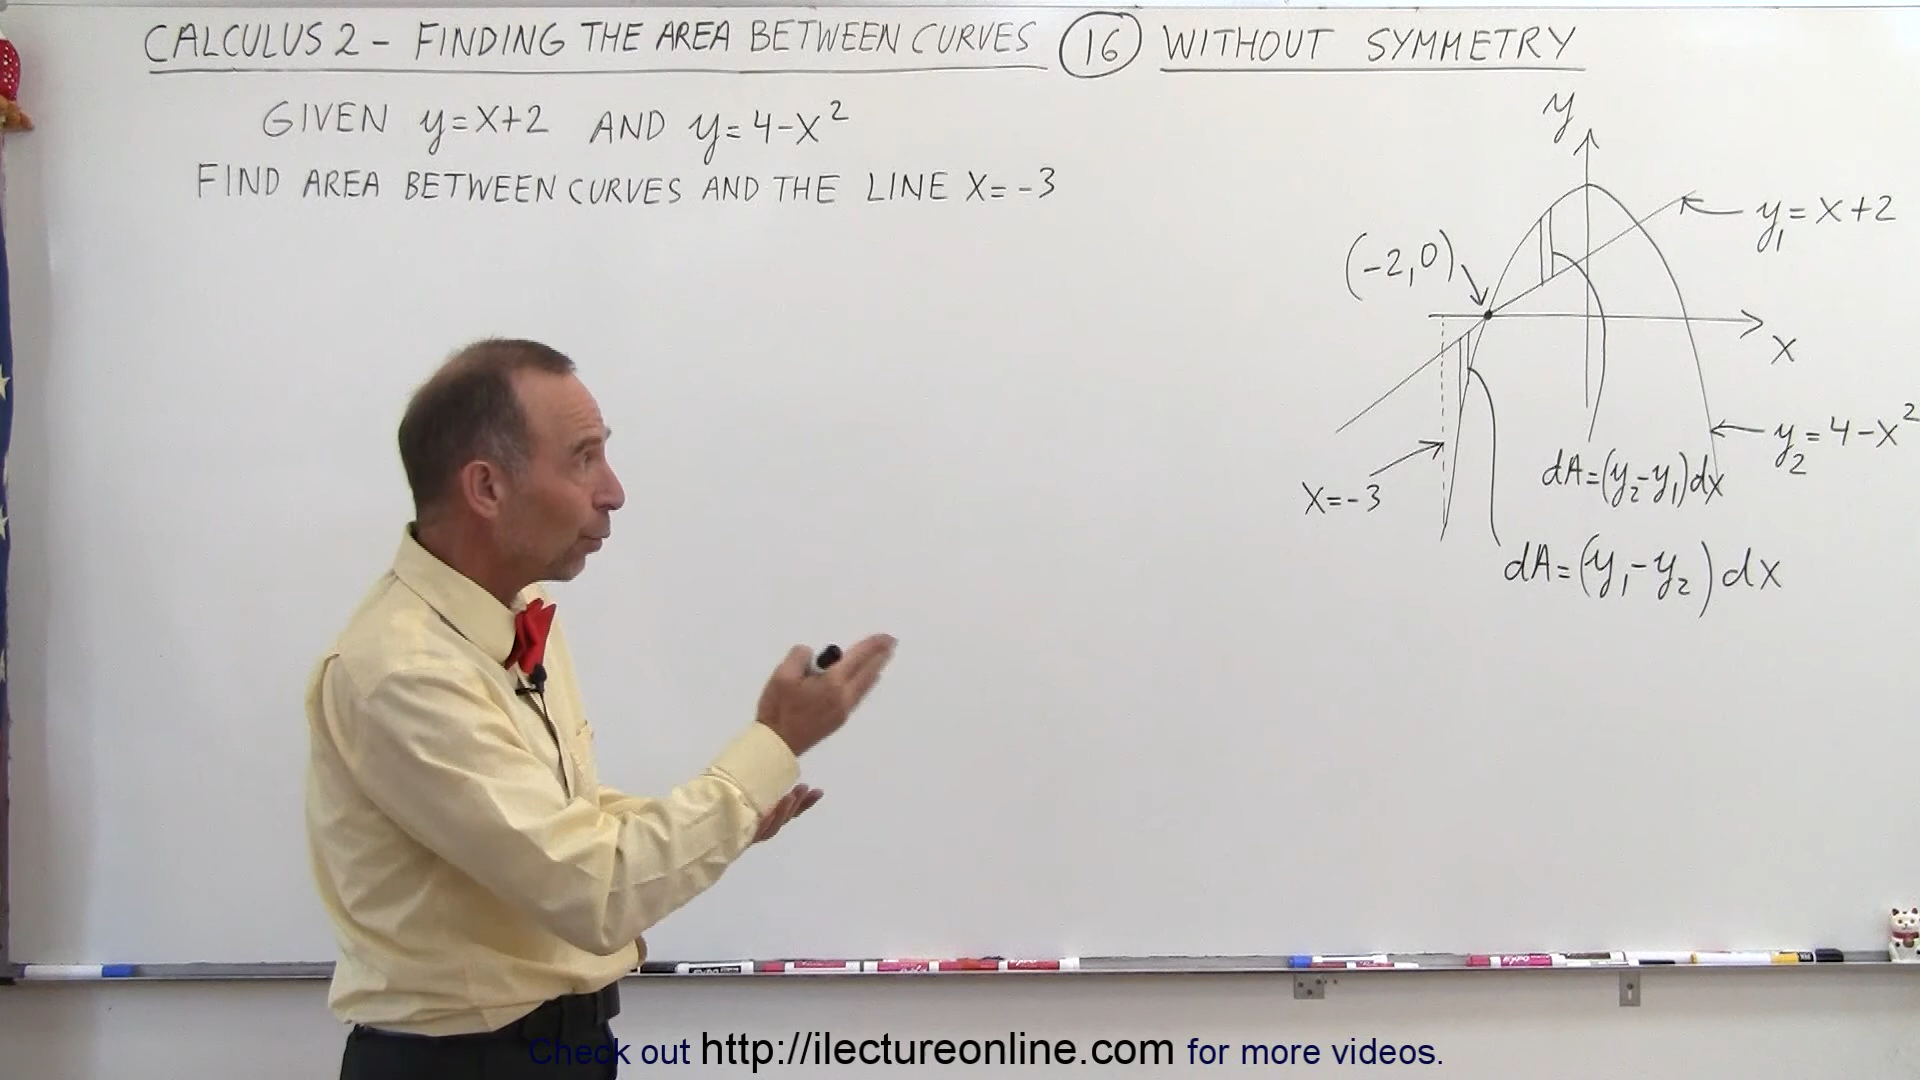 CALCULUS 2 - FINDING THE AREA BETWEEN CURVES (16) WITHOUT SYMMETRY
GIVEN y=x+2 AND y=4-x²
FIND AREA BETWEEN CURVES AND THE LINE X=-3
y
y₁=x+2
(-2,0)
x
y₂=4-x²
X=-3
dA=(y₂-y₁)dx
dA=(y₁-y₂)dx
Check out http://ilectureonline.com for more videos.